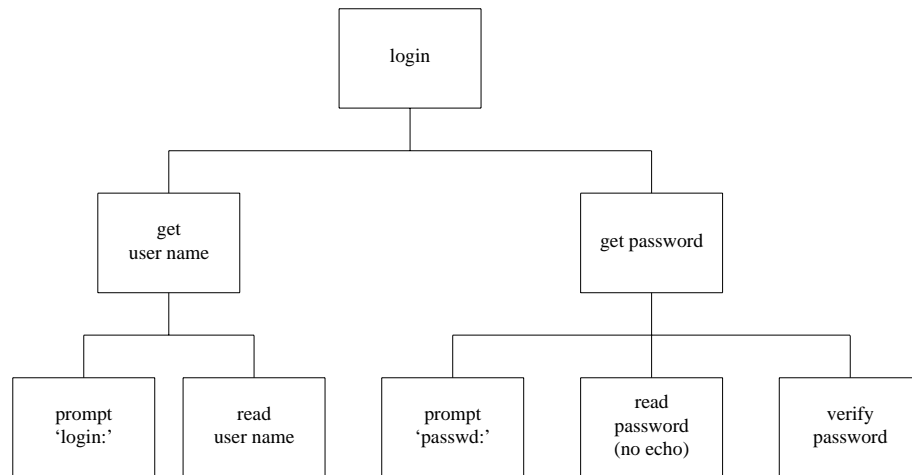 login
get
user name
get password
prompt
‘login:’
read
user name
prompt
‘passwd:’
read
password
(no echo)
verify
password